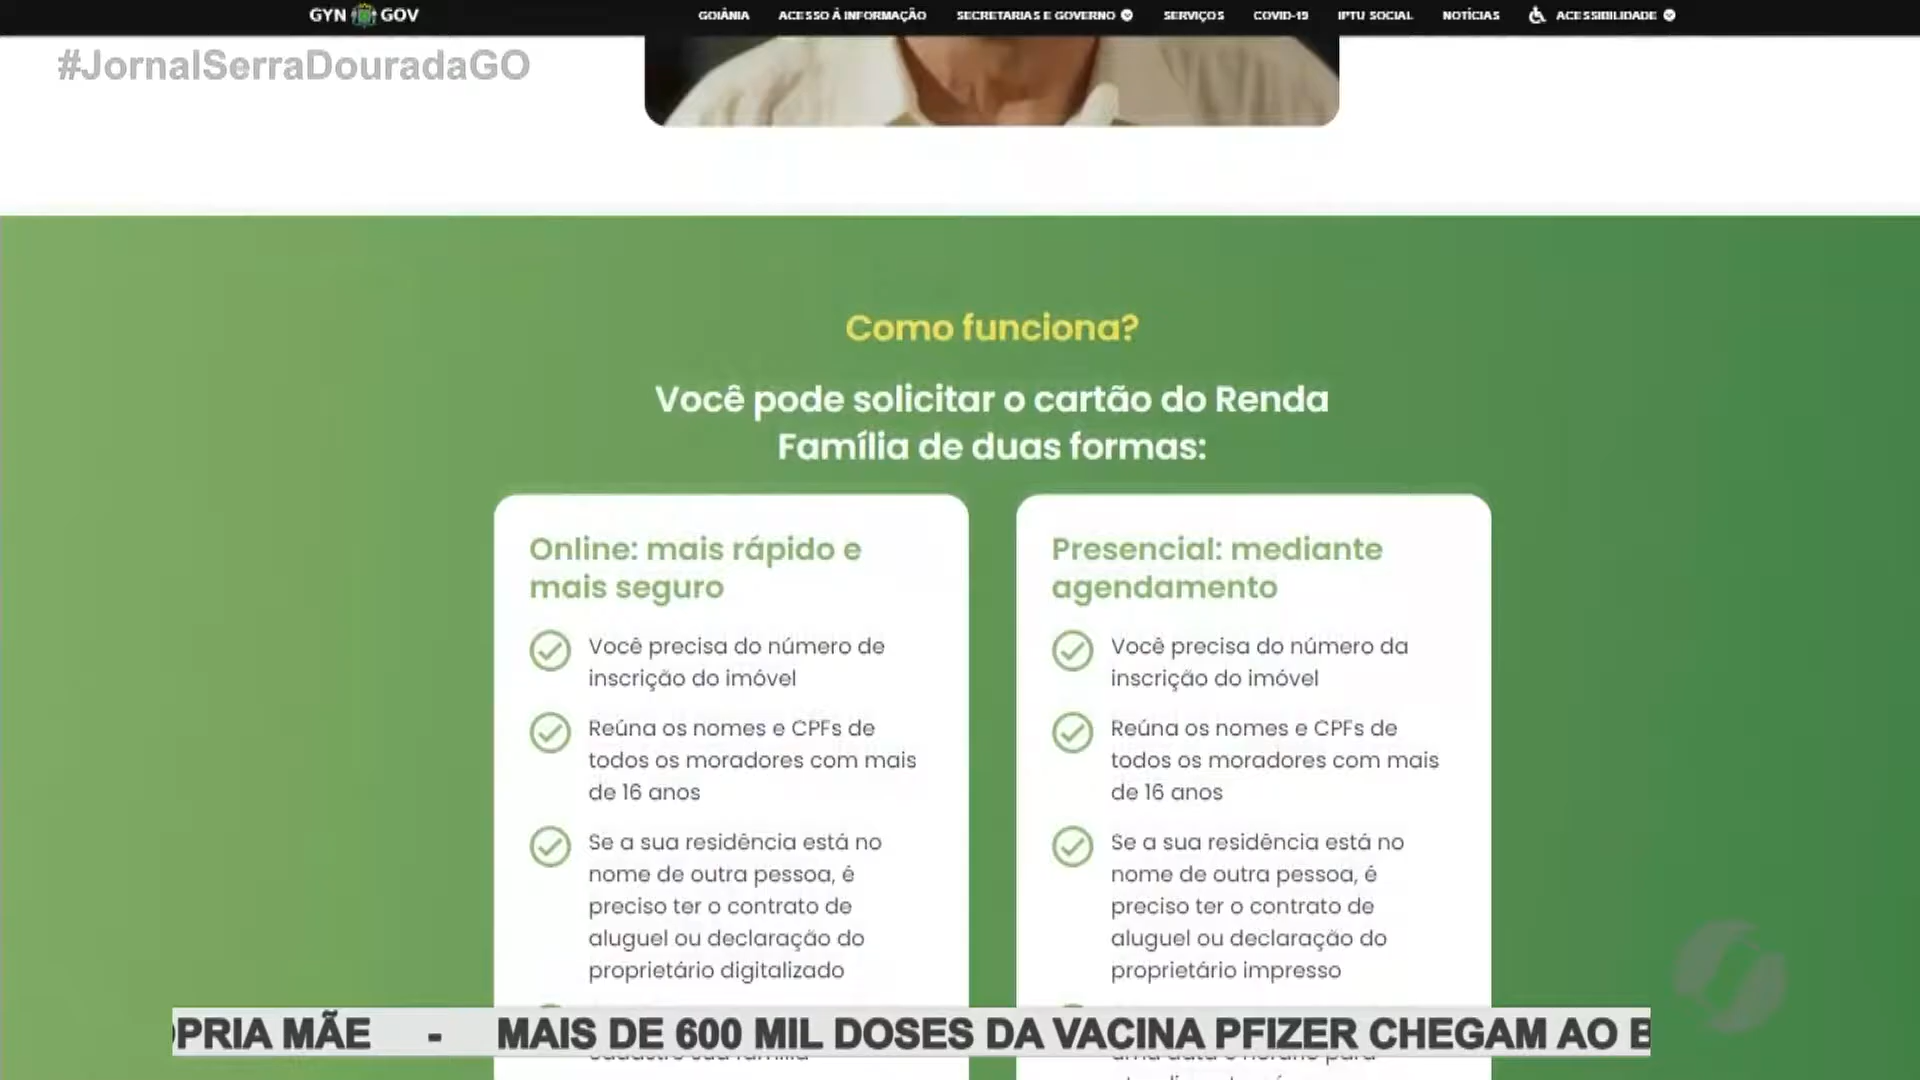 GYN GOV
GOIÂNIA ACESSO À INFORMAÇÃO SECRETARIAS E GOVERNO SERVIÇOS COVID-19 IPTU SOCIAL NOTÍCIAS ACESSIBILIDADE
#JornalSerraDouradaGO
Como funciona?
Você pode solicitar o cartão do Renda
Família de duas formas:
Online: mais rápido e
mais seguro
Você precisa do número de
inscrição do imóvel
Reúna os nomes e CPFs de
todos os moradores com mais
de 16 anos
Se a sua residência está no
nome de outra pessoa, é
preciso ter o contrato de
aluguel ou declaração do
proprietário digitalizado
Presencial: mediante
agendamento
Você precisa do número da
inscrição do imóvel
Reúna os nomes e CPFs de
todos os moradores com mais
de 16 anos
Se a sua residência está no
nome de outra pessoa, é
preciso ter o contrato de
aluguel ou declaração do
proprietário impresso
OPRIA MÃE - MAIS DE 600 MIL DOSES DA VACINA PFIZER CHEGAM AO B